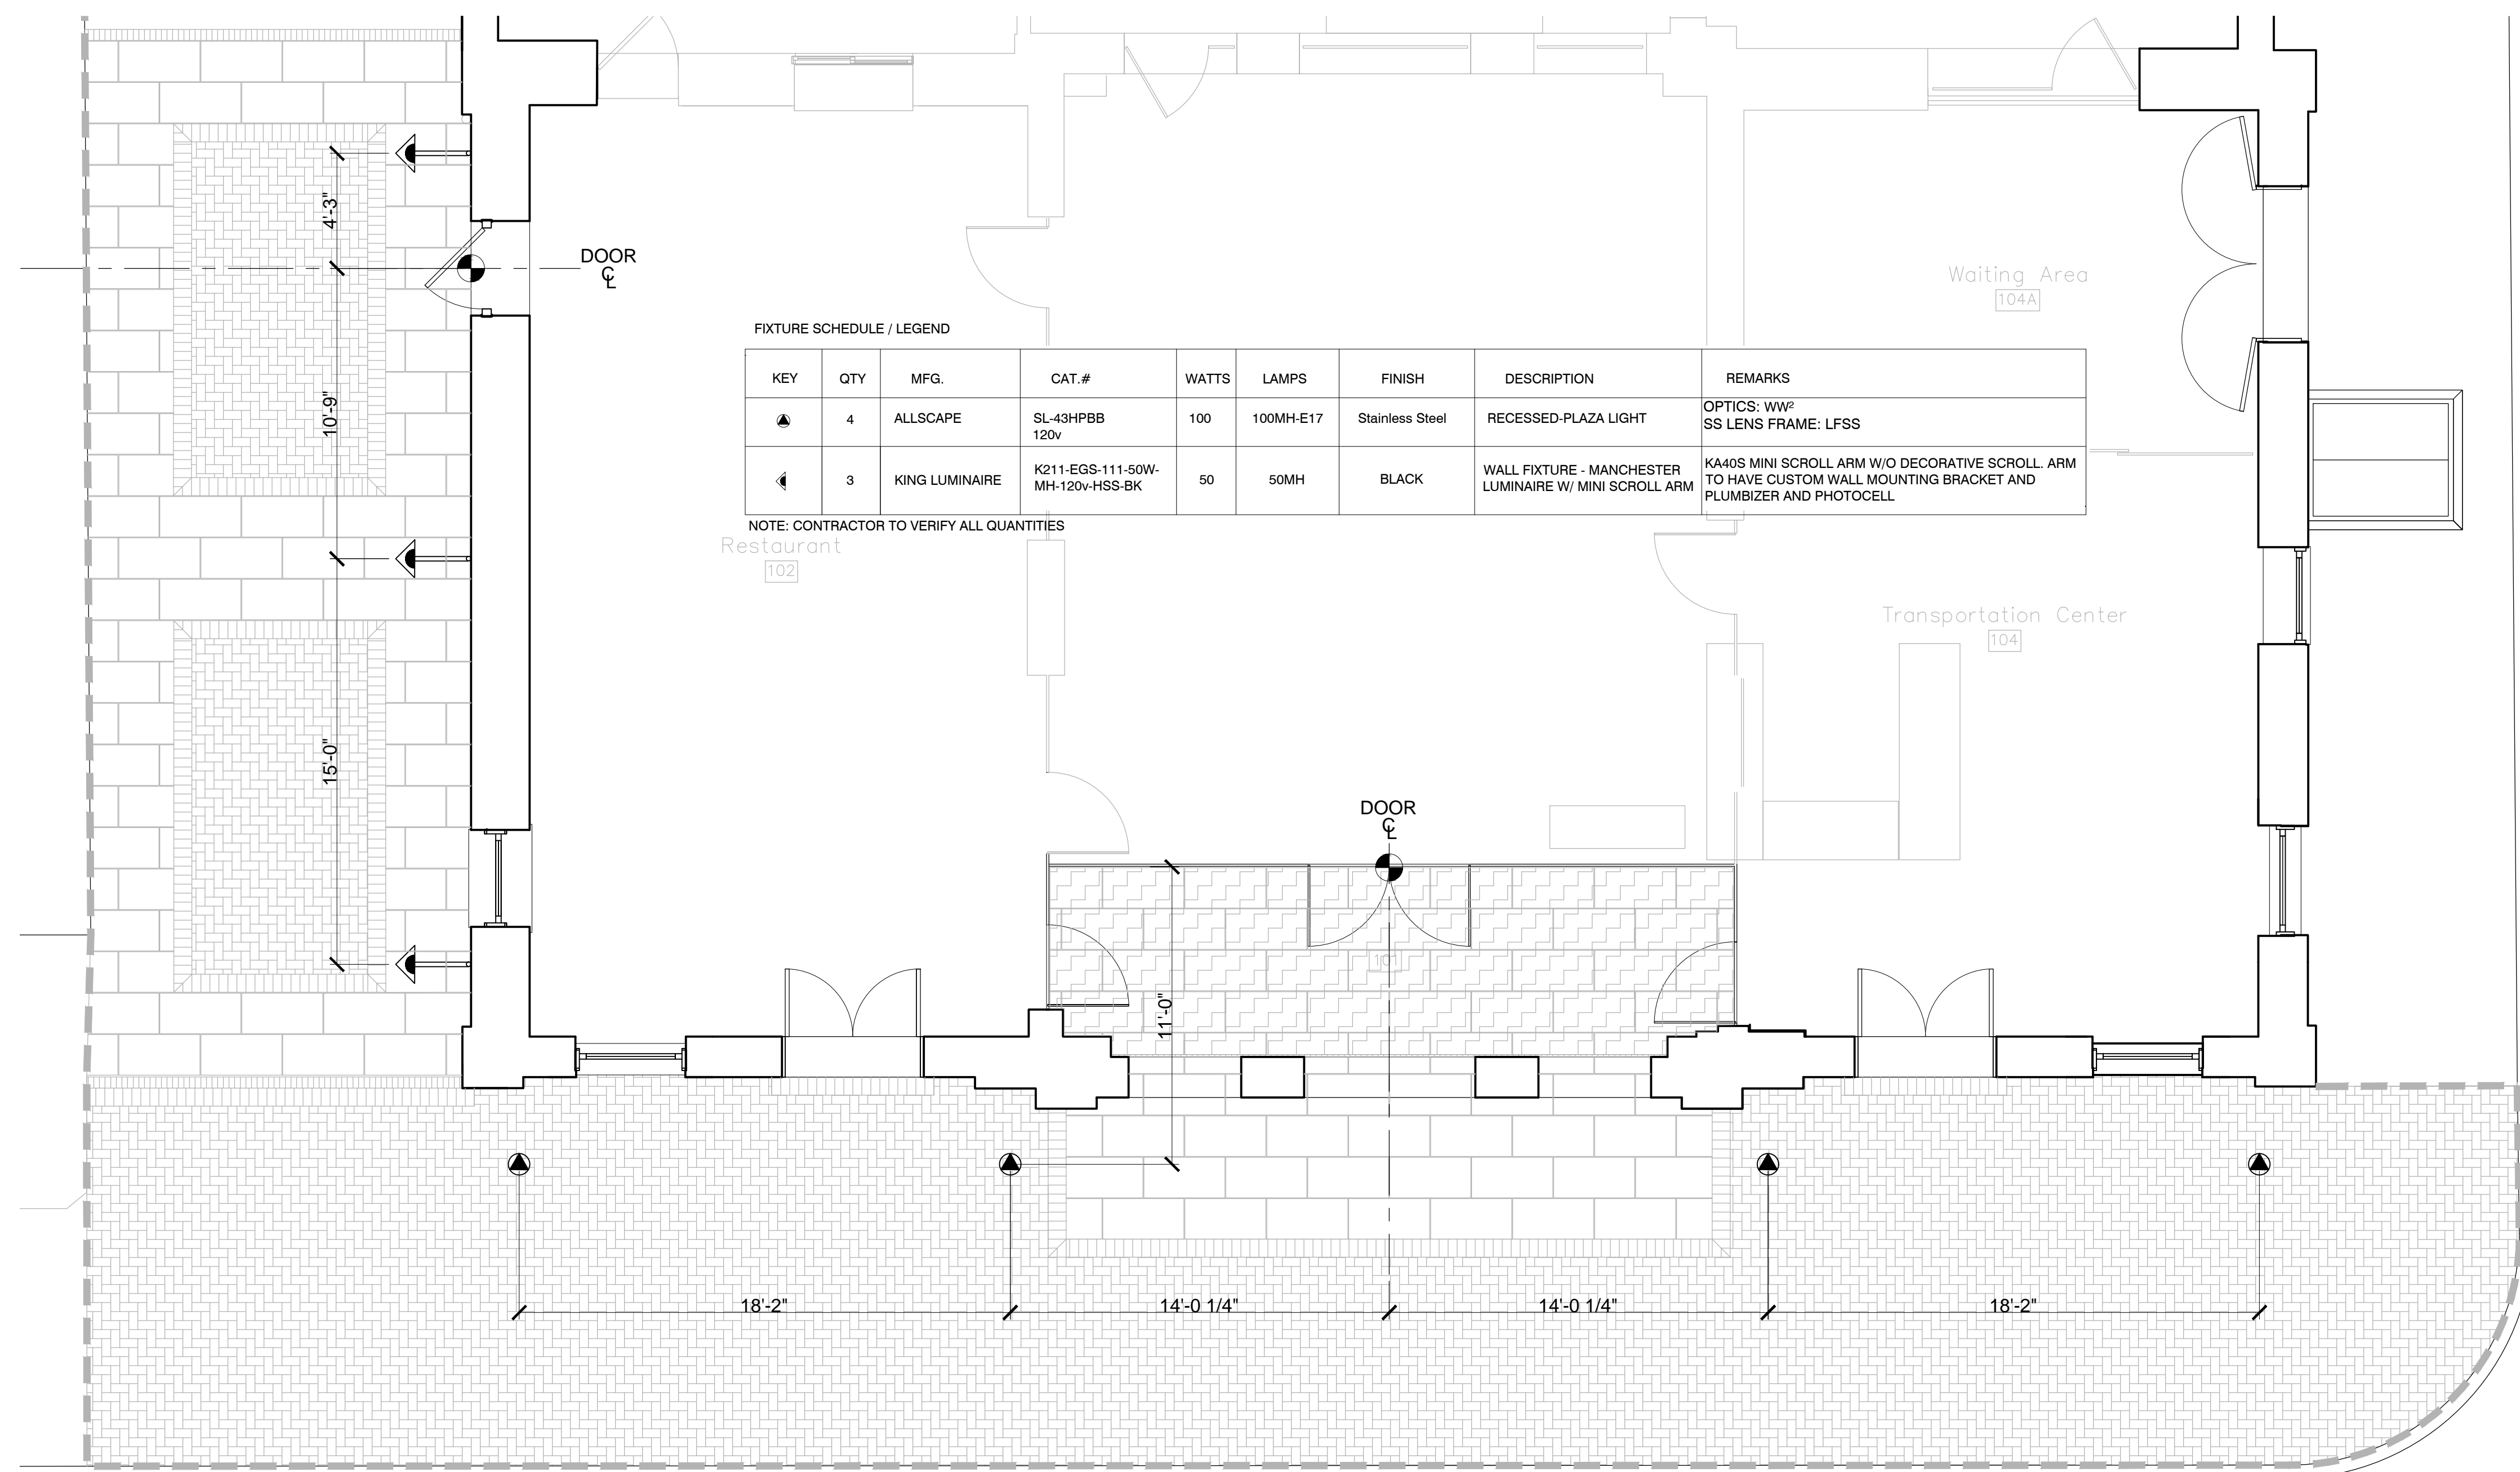 4'-3"
DOOR
℄
Waiting Area
104A
FIXTURE SCHEDULE / LEGEND
KEY QTY MFG. CAT.# WATTS LAMPS FINISH DESCRIPTION REMARKS
4 ALLSCAPE SL-43HPBB 100 100MH-E17 Stainless Steel RECESSED-PLAZA LIGHT OPTICS: WW²
120v SS LENS FRAME: LFSS
3 KING LUMINAIRE K211-EGS-111-50W- 50 50MH BLACK WALL FIXTURE - MANCHESTER KA40S MINI SCROLL ARM W/O DECORATIVE SCROLL. ARM
MH-120v-HSS-BK LUMINAIRE W/ MINI SCROLL ARM TO HAVE CUSTOM WALL MOUNTING BRACKET AND
PLUMBIZER AND PHOTOCELL
NOTE: CONTRACTOR TO VERIFY ALL QUANTITIES
10'-9"
Restaurant
102
Transportation Center
104
15'-0"
DOOR
℄
101
11'-0"
18'-2" 14'-0 1/4" 14'-0 1/4" 18'-2"